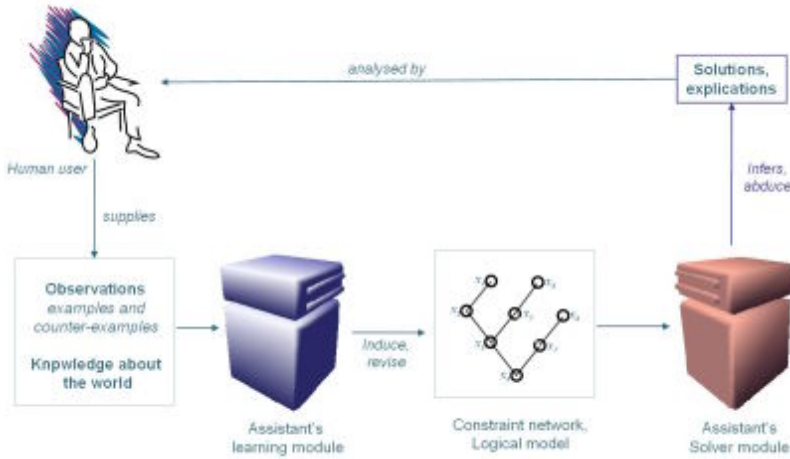 analysed by
Solutions,
explications
Human user
Infers,
abduce
supplies
Observations
examples and
counter-examples
Knpwledge about
the world
Induce,
revise
Assistant's
learning module
Constraint network,
Logical model
Assistant's
Solver module